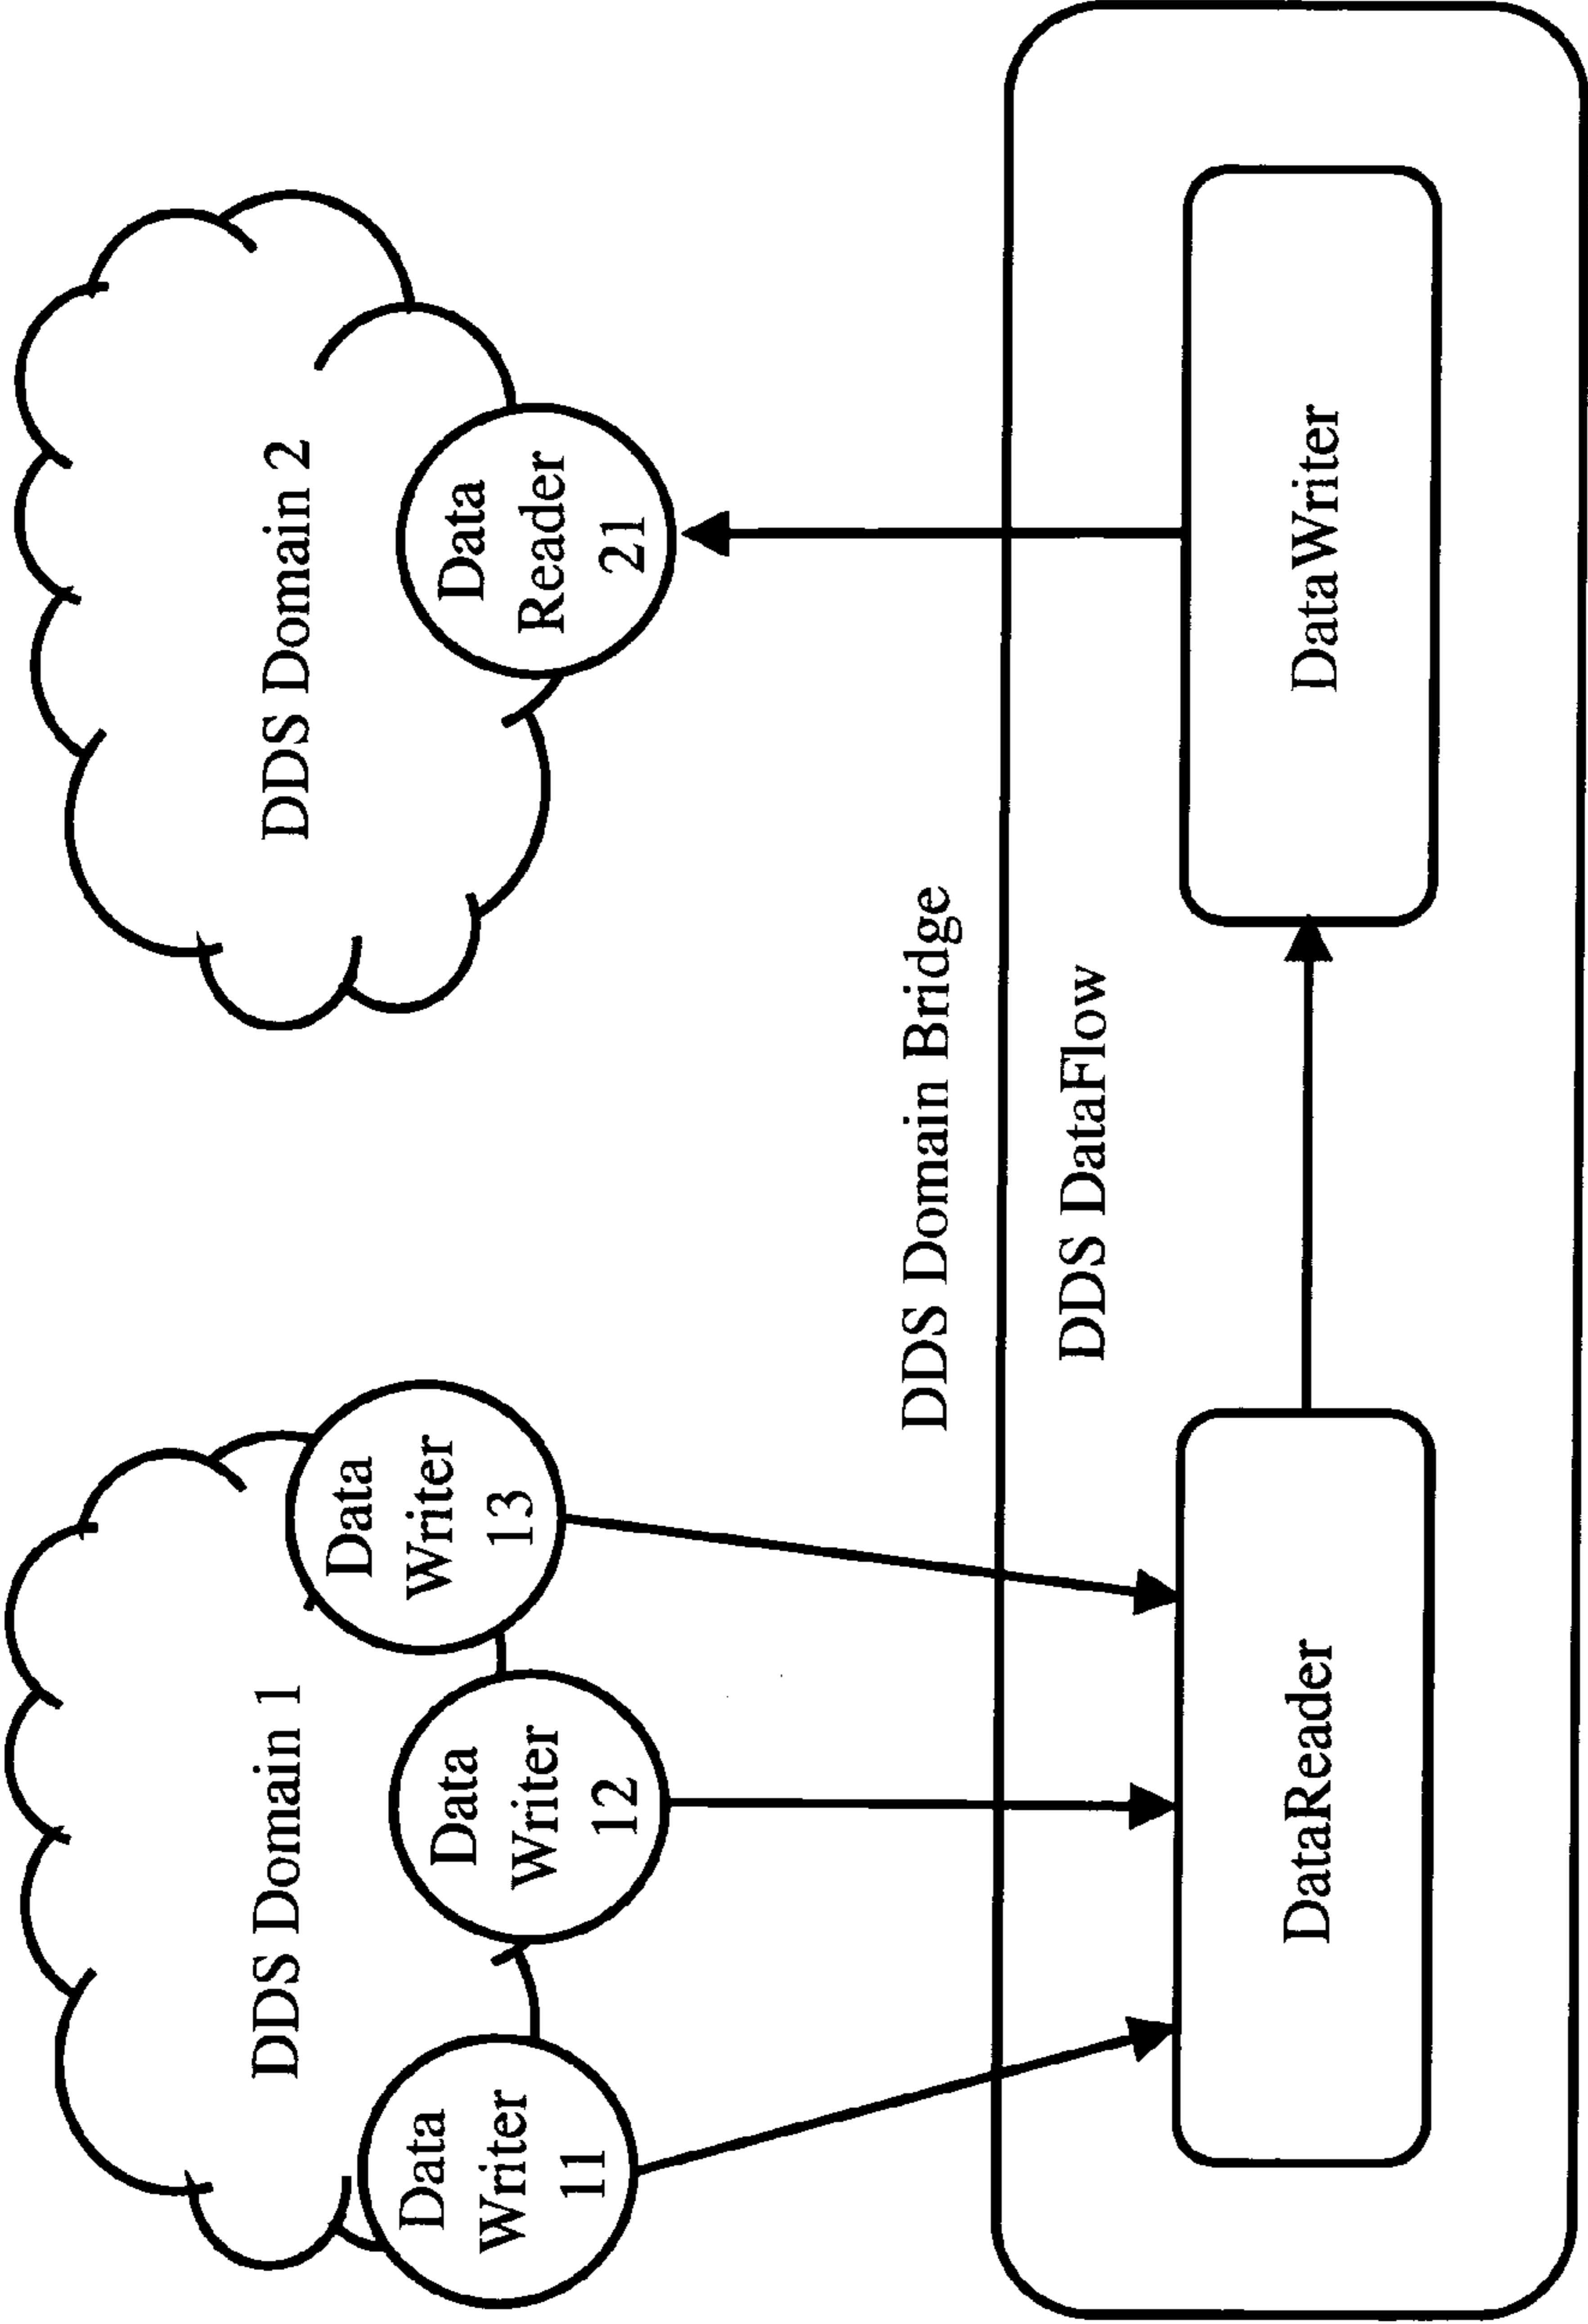 DDS Domain 1
Data
Writer
11
Data
Writer
12
Data
Writer
13
DDS Domain 2
Data
Reader
21
DDS Domain Bridge
DDS DataFlow
DataReader
DataWriter